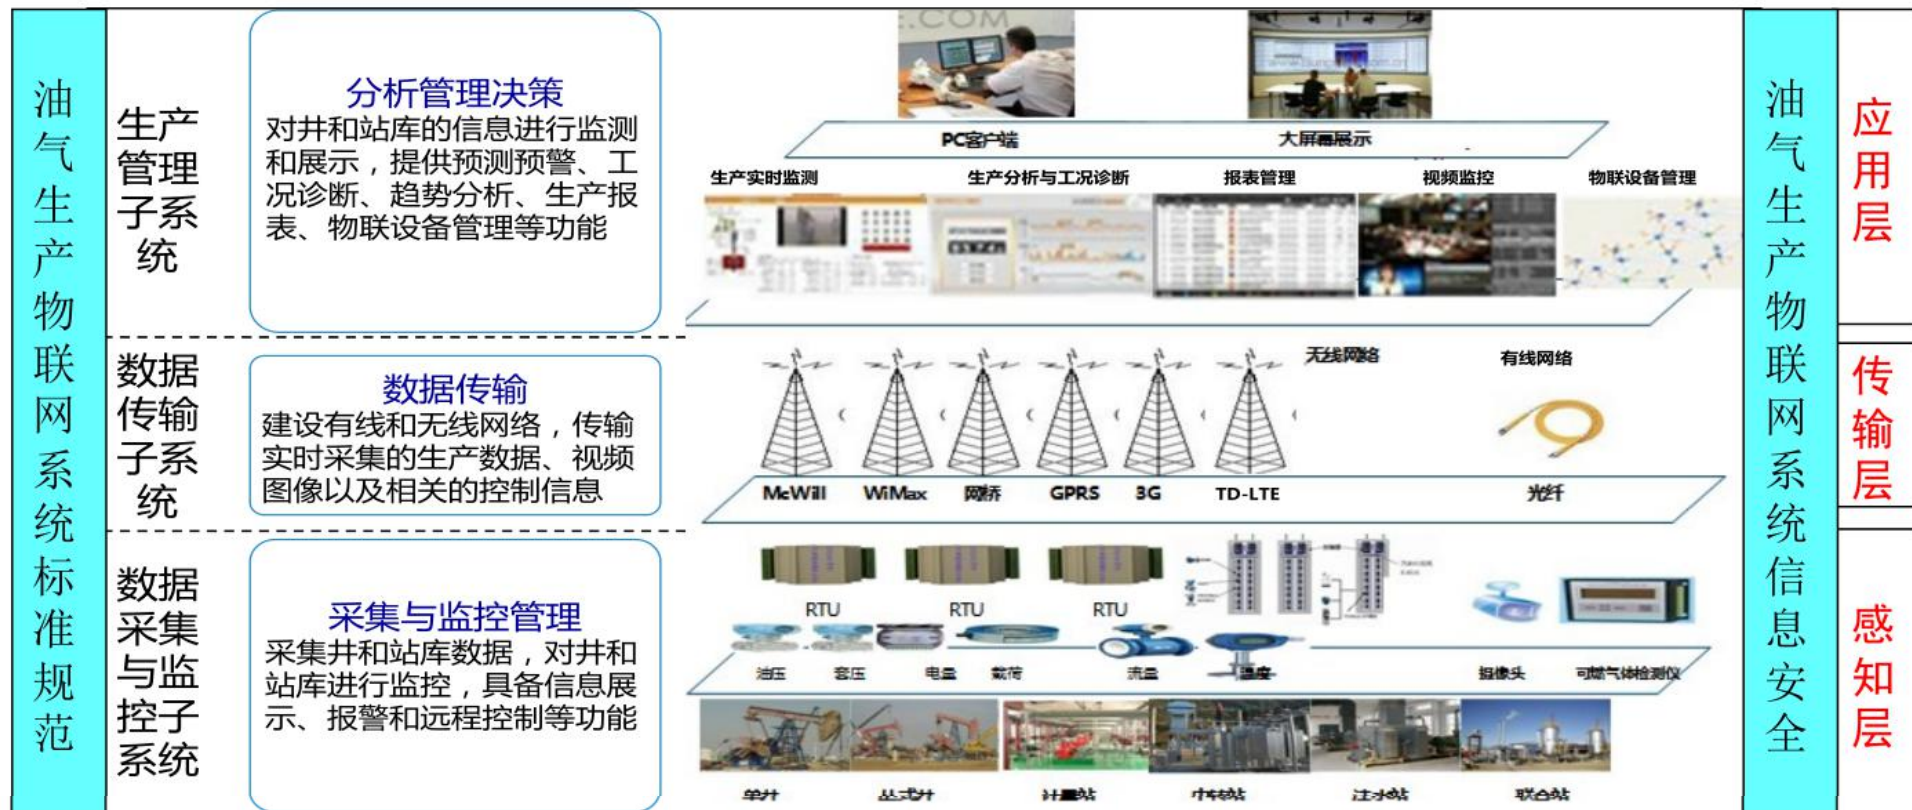 油气生产物联网系统标准规范
生产
管理
子系
统
分析管理决策
对井和站库的信息进行监测
和展示，提供预测预警、工
况诊断、趋势分析、生产报
表、物联设备管理等功能
PC客户端
大屏幕展示
生产实时监测
生产分析与工况诊断
报表管理
视频监控
物联设备管理
数据
传输
子系
统
数据传输
建设有线和无线网络，传输
实时采集的生产数据、视频
图像以及相关的控制信息
无线网络
有线网络
McWill
WiMax
网桥
GPRS
3G
TD-LTE
光纤
数据
采集
与监
控子
系统
采集与监控管理
采集井和站库数据，对井和
站库进行监控，具备信息展
示、报警和远程控制等功能
RTU
RTU
RTU
油压
套压
电量
载荷
流量
温度
摄像头
可燃气体检测仪
单井
丛式井
计量站
中转站
注水站
联合站
油气生产物联网系统信息安全
应用层
传输层
感知层